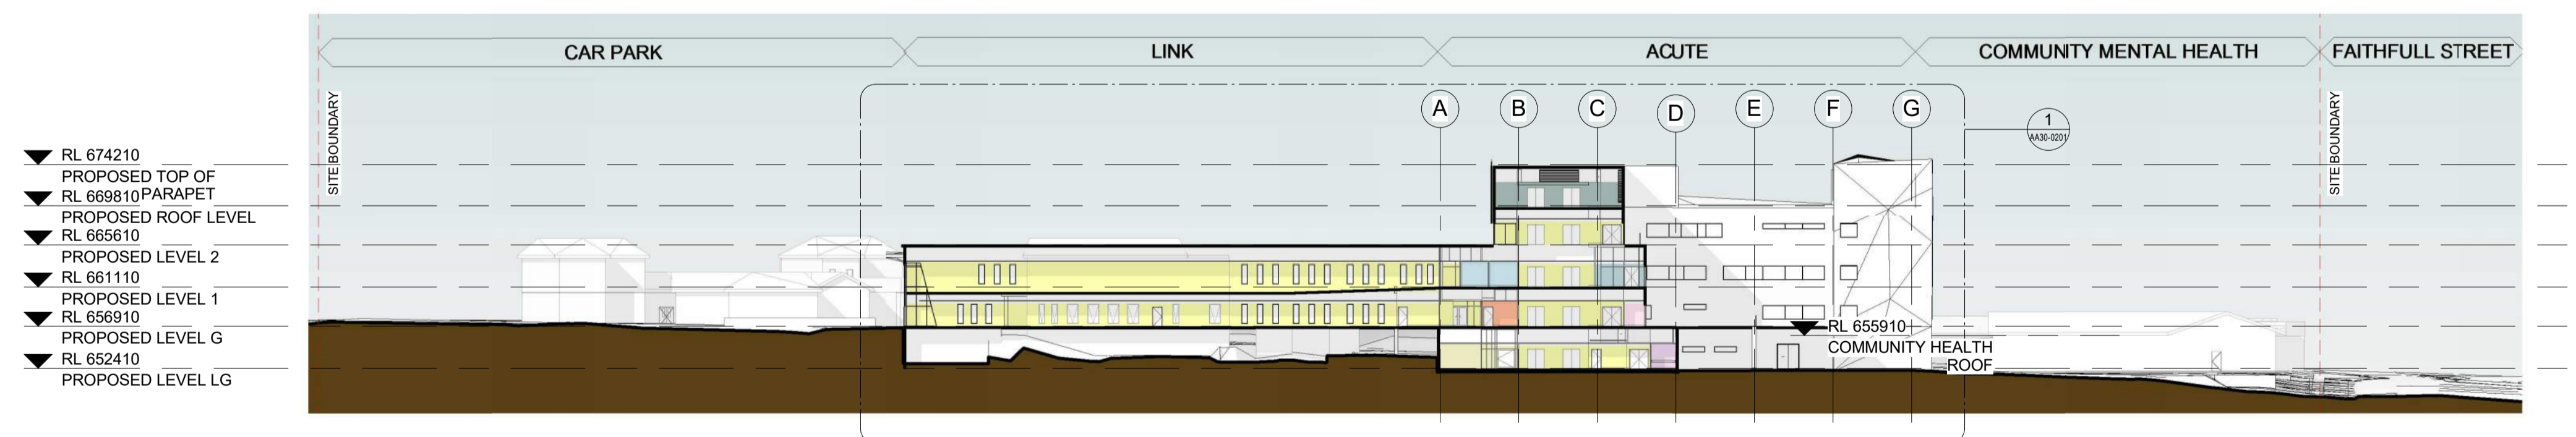 CAR PARK
LINK
ACUTE
COMMUNITY MENTAL HEALTH
FAITHFULL STREET
SITE BOUNDARY
A
B
C
D
E
F
G
1
AA30-0201
SITE BOUNDARY
RL 674210
PROPOSED TOP OF
PARAPET
RL 669810
PROPOSED ROOF LEVEL
RL 665610
PROPOSED LEVEL 2
RL 661110
PROPOSED LEVEL 1
RL 656910
PROPOSED LEVEL G
RL 652410
PROPOSED LEVEL LG
RL 655910
COMMUNITY HEALTH
ROOF